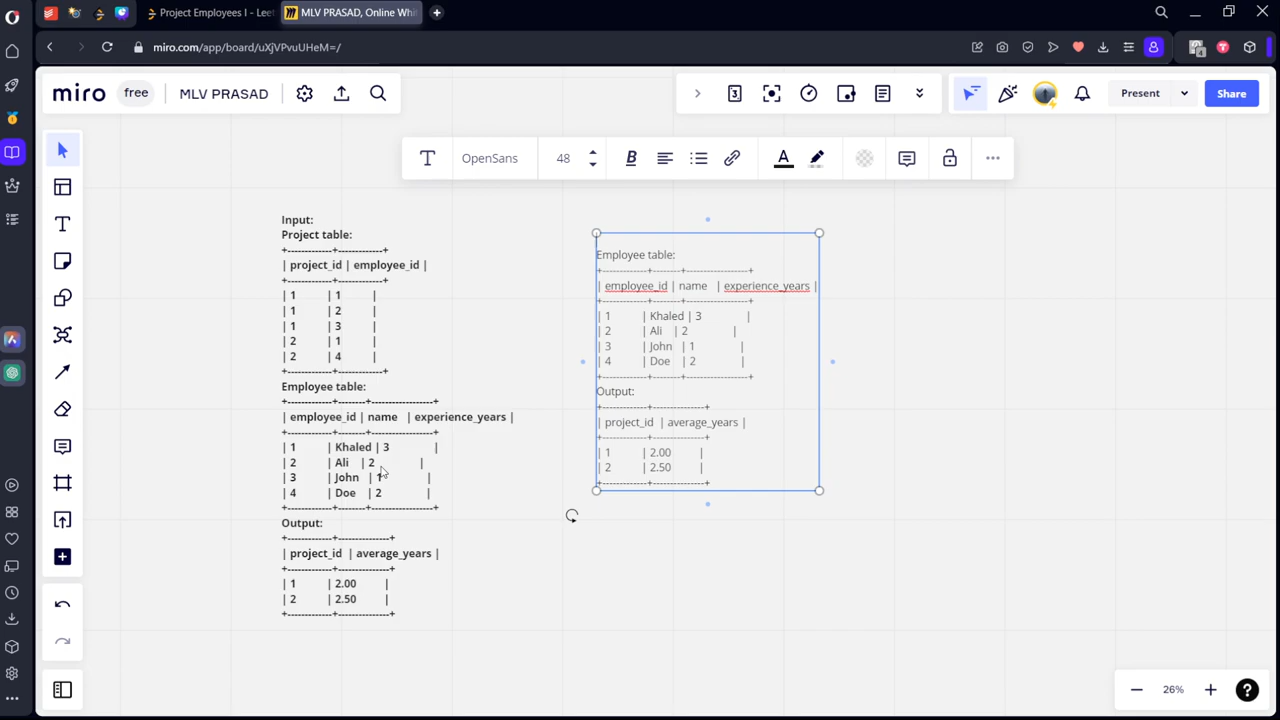 Project Employees I - Leet
MLV PRASAD, Online Whi
miro.com/app/board/uXjVPvuUHeM=/
4
miro free MLV PRASAD
3 Present Share
OpenSans 48 B A
Input:
Project table:
+-------------+-------------+
| project_id | employee_id |
+-------------+-------------+
| 1 | 1 |
| 1 | 2 |
| 1 | 3 |
| 2 | 1 |
| 2 | 4 |
+-------------+-------------+
Employee table:
+-------------+--------+------------------+
| employee_id | name | experience_years |
+-------------+--------+------------------+
| 1 | Khaled | 3 |
| 2 | Ali | 2 |
| 3 | John | 1 |
| 4 | Doe | 2 |
+-------------+--------+------------------+
Output:
+-------------+---------------+
| project_id | average_years |
+-------------+---------------+
| 1 | 2.00 |
| 2 | 2.50 |
+-------------+---------------+
Employee table:
+-------------+--------+------------------+
| employee_id | name | experience_years |
+-------------+--------+------------------+
| 1 | Khaled | 3 |
| 2 | Ali | 2 |
| 3 | John | 1 |
| 4 | Doe | 2 |
+-------------+--------+------------------+
Output:
+-------------+---------------+
| project_id | average_years |
+-------------+---------------+
| 1 | 2.00 |
| 2 | 2.50 |
+-------------+---------------+
26%